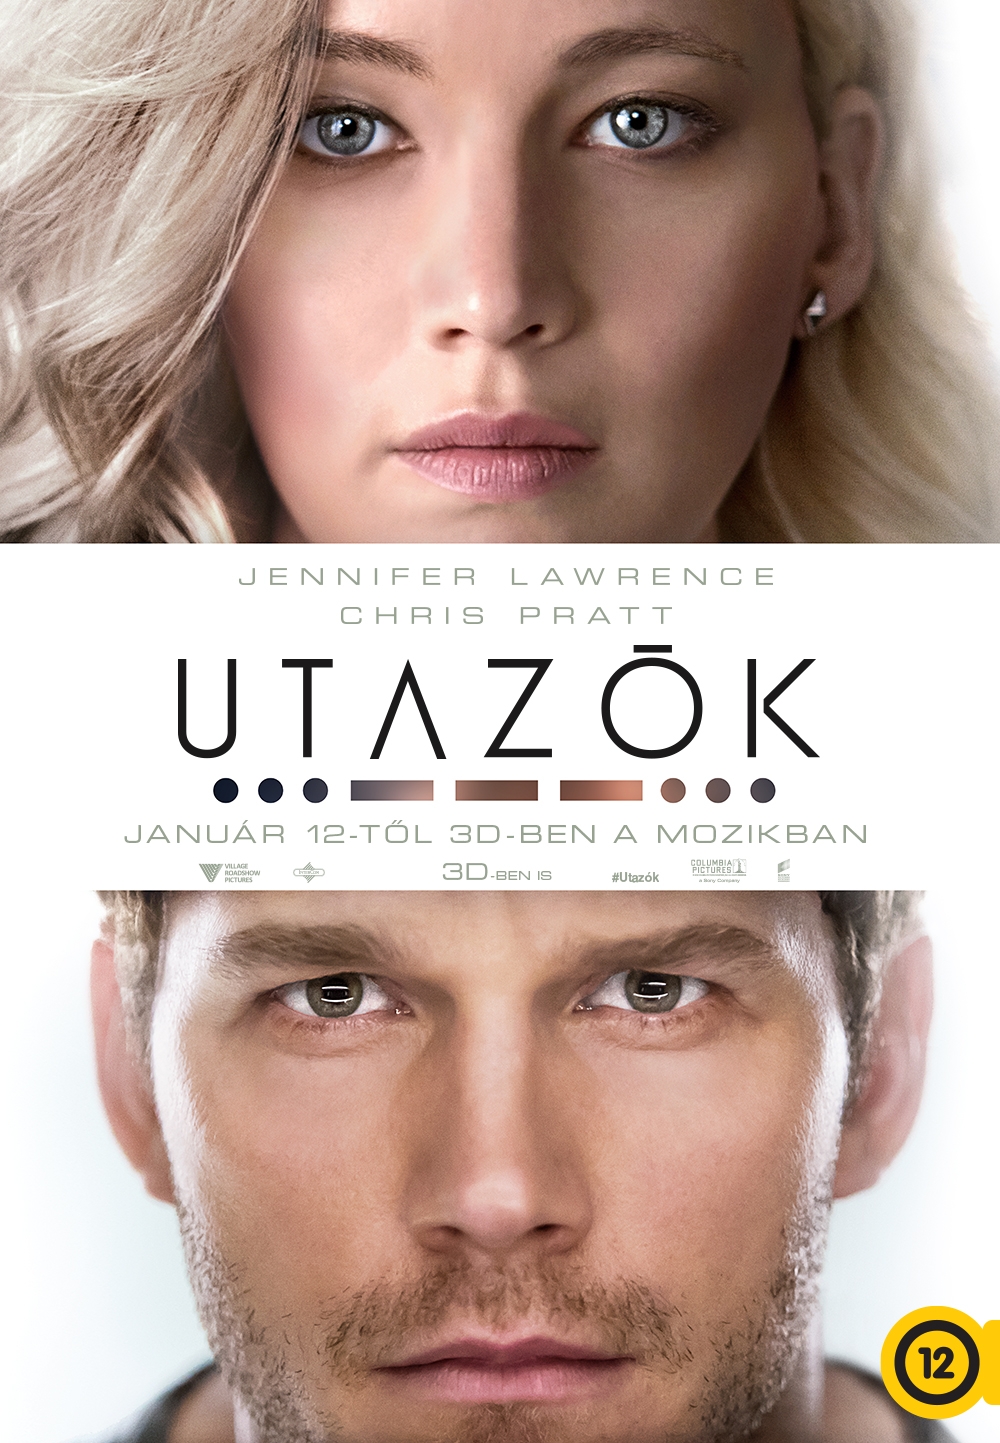 JENNIFER LAWRENCE
CHRIS PRATT
UTAZŌK
JANUÁR 12-TŐL 3D-BEN A MOZIKBAN
VILLAGE ROADSHOW PICTURES
3D-BEN IS
#Utazók
COLUMBIA PICTURES
a Sony Company
12